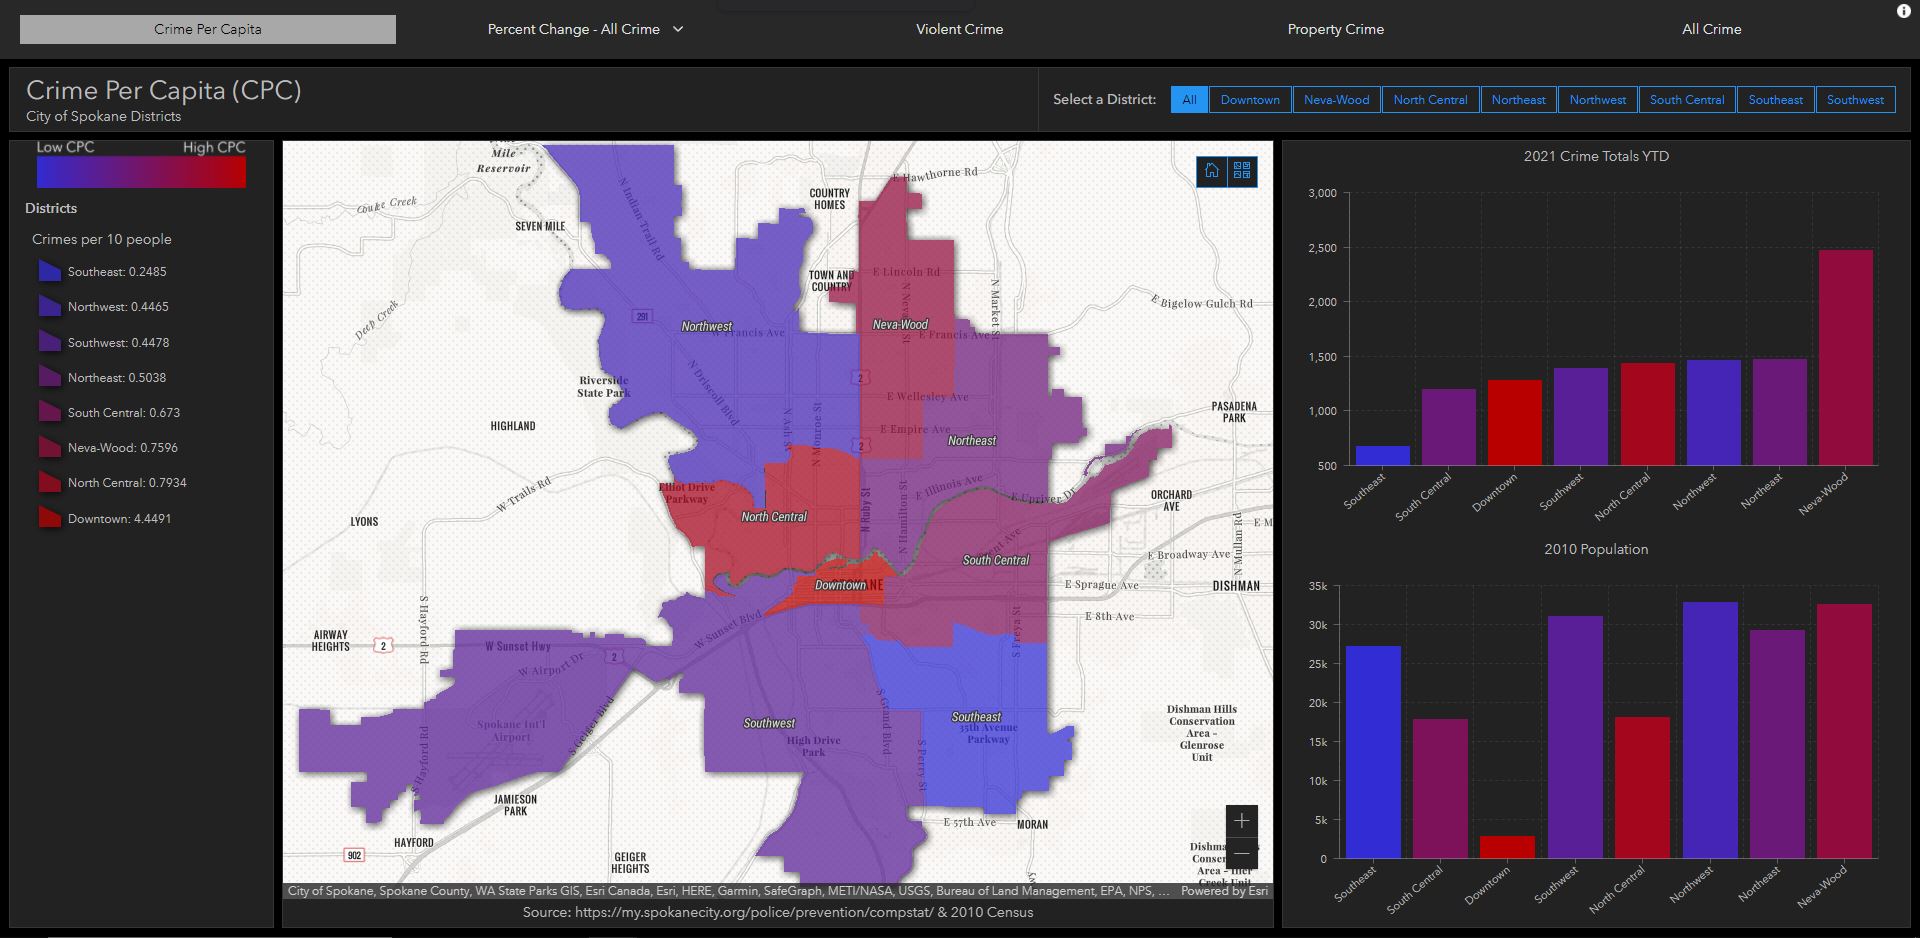 Crime Per Capita
Percent Change - All Crime
Violent Crime
Property Crime
All Crime
Crime Per Capita (CPC)
City of Spokane Districts
Select a District:
All
Downtown
Neva-Wood
North Central
Northeast
Northwest
South Central
Southeast
Southwest
Low CPC
High CPC
Districts
Crimes per 10 people
Southeast: 0.2485
Northwest: 0.4465
Southwest: 0.4478
Northeast: 0.5038
South Central: 0.673
Neva-Wood: 0.7596
North Central: 0.7934
Downtown: 4.4491
Mile
Reservoir
Coulee Creek
SEVEN MILE
N Indian Trail Rd
COUNTRY
HOMES
E Hawthorne Rd
TOWN AND
COUNTRY
E Lincoln Rd
N Nevada St
N Market St
E Bigelow Gulch Rd
Deep Creek
291
Northwest
W Francis Ave
Neva-Wood
E Francis Ave
N Driscoll Blvd
2
Riverside
State Park
E Wellesley Ave
PASADENA
PARK
HIGHLAND
N Ash St
N Monroe St
E Empire Ave
2
Northeast
W Trails Rd
Elliot Drive
Parkway
E Illinois Ave
E Upriver Dr
ORCHARD
AVE
LYONS
North Central
N Ruby St
N Hamilton St
N Mullan Rd
E M
South Central
E Broadway Ave
Downtown
E Sprague Ave
DISHMAN
S Hayford Rd
W Sunset Blvd
E 8th Ave
S Freya St
AIRWAY
HEIGHTS
2
W Sunset Hwy
2
W Airport Dr
Spokane Int'l
Airport
S Geiger Blvd
Southwest
High Drive
Park
S Grand Blvd
S Perry St
Southeast
35th Avenue
Parkway
Dishman Hills
Conservation
Area -
Glenrose
Unit
S Hayford Rd
JAMIESON
PARK
HAYFORD
902
GEIGER
HEIGHTS
E 57th Ave
MORAN
+
−
City of Spokane, Spokane County, WA State Parks GIS, Esri Canada, Esri, HERE, Garmin, SafeGraph, METI/NASA, USGS, Bureau of Land Management, EPA, NPS, ...
Powered by Esri
Source: https://my.spokanecity.org/police/prevention/compstat/ & 2010 Census
2021 Crime Totals YTD
3,000
2,500
2,000
1,500
1,000
500
Southeast
South Central
Downtown
Southwest
North Central
Northwest
Northeast
Neva-Wood
2010 Population
35k
30k
25k
20k
15k
10k
5k
0
Southeast
South Central
Downtown
Southwest
North Central
Northwest
Northeast
Neva-Wood